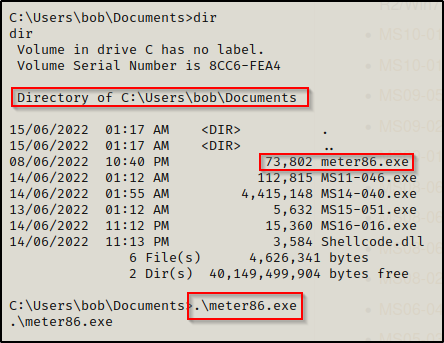 C:\Users\bob\Documents>dir
dir
Volume in drive C has no label.
Volume Serial Number is 8CC6-FEA4
Directory of C:\Users\bob\Documents
15/06/2022  01:17 AM    <DIR>          .
15/06/2022  01:17 AM    <DIR>          ..
08/06/2022  10:40 PM            73,802 meter86.exe
14/06/2022  01:12 AM           112,815 MS11-046.exe
14/06/2022  01:55 AM         4,415,148 MS14-040.exe
13/06/2022  01:12 AM             5,632 MS15-051.exe
14/06/2022  11:12 PM            15,360 MS16-016.exe
14/06/2022  11:13 PM             3,584 Shellcode.dll
6 File(s)      4,626,341 bytes
2 Dir(s)  40,149,499,904 bytes free
C:\Users\bob\Documents>.\meter86.exe
.\meter86.exe